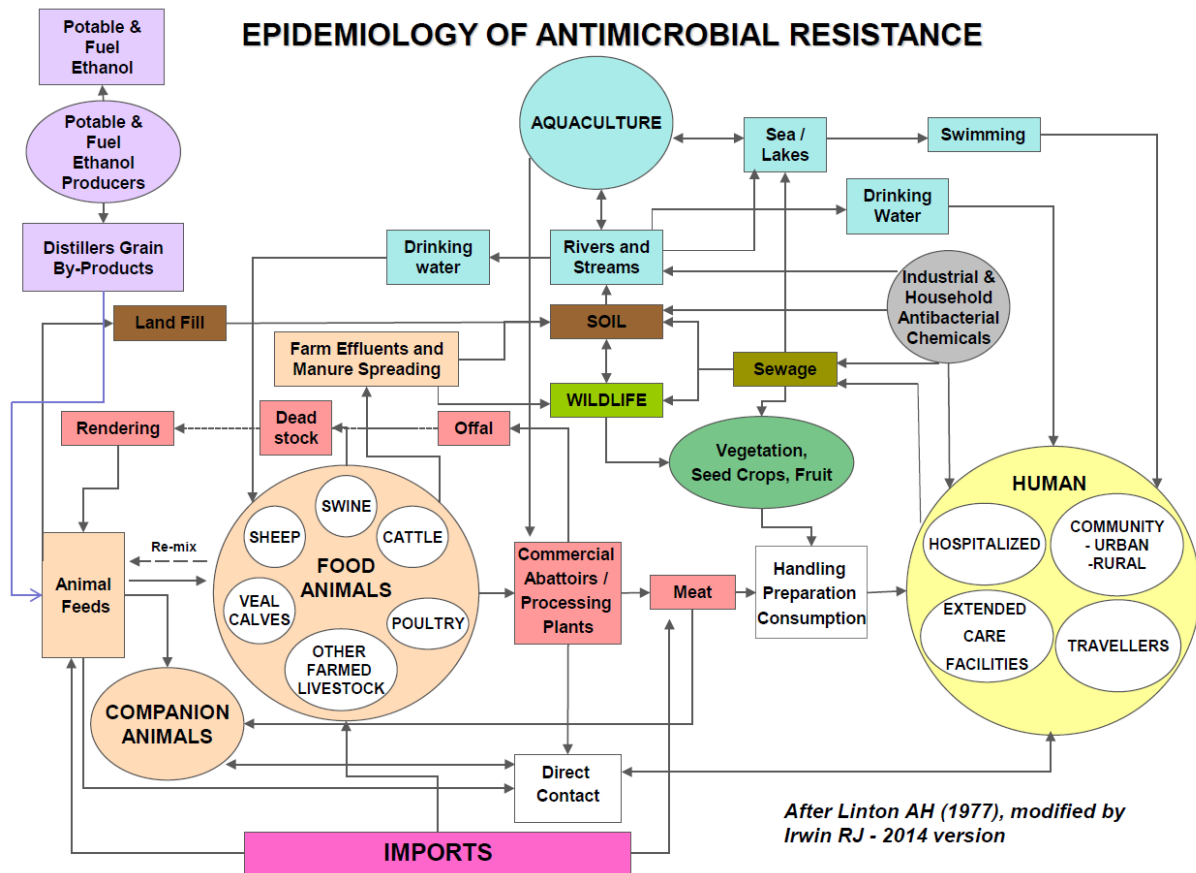 EPIDEMIOLOGY OF ANTIMICROBIAL RESISTANCE
Potable &
Fuel
Ethanol
Potable &
Fuel
Ethanol
Producers
Distillers Grain
By-Products
AQUACULTURE
Sea /
Lakes
Swimming
Drinking
Water
Drinking
water
Rivers and
Streams
Industrial &
Household
Antibacterial
Chemicals
Land Fill
SOIL
Farm Effluents and
Manure Spreading
Sewage
WILDLIFE
Rendering
Dead
stock
Offal
Vegetation,
Seed Crops, Fruit
HUMAN
HOSPITALIZED
COMMUNITY
- URBAN
-RURAL
EXTENDED
CARE
FACILITIES
TRAVELLERS
Re-mix
Animal
Feeds
SWINE
SHEEP
CATTLE
FOOD
ANIMALS
VEAL
CALVES
POULTRY
OTHER
FARMED
LIVESTOCK
Commercial
Abattoirs /
Processing
Plants
Meat
Handling
Preparation
Consumption
COMPANION
ANIMALS
Direct
Contact
After Linton AH (1977), modified by
Irwin RJ - 2014 version
IMPORTS